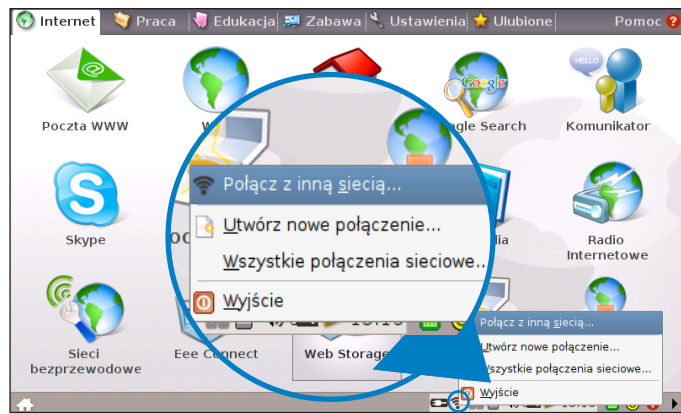 Internet Praca Edukacja Zabawa Ustawienia Ulubione Pomoc
HELLO
Google
Poczta WWW
gle Search
Komunikator
Połącz z inną siecią...
Utwórz nowe połączenie...
Wszystkie połączenia sieciowe..
Wyjście
Skype
Radio
Internetowe
Sieci
bezprzewodowe
Eee Connect
Web Storage
Połącz z inną siecią...
Utwórz nowe połączenie...
Wszystkie połączenia sieciowe...
Wyjście